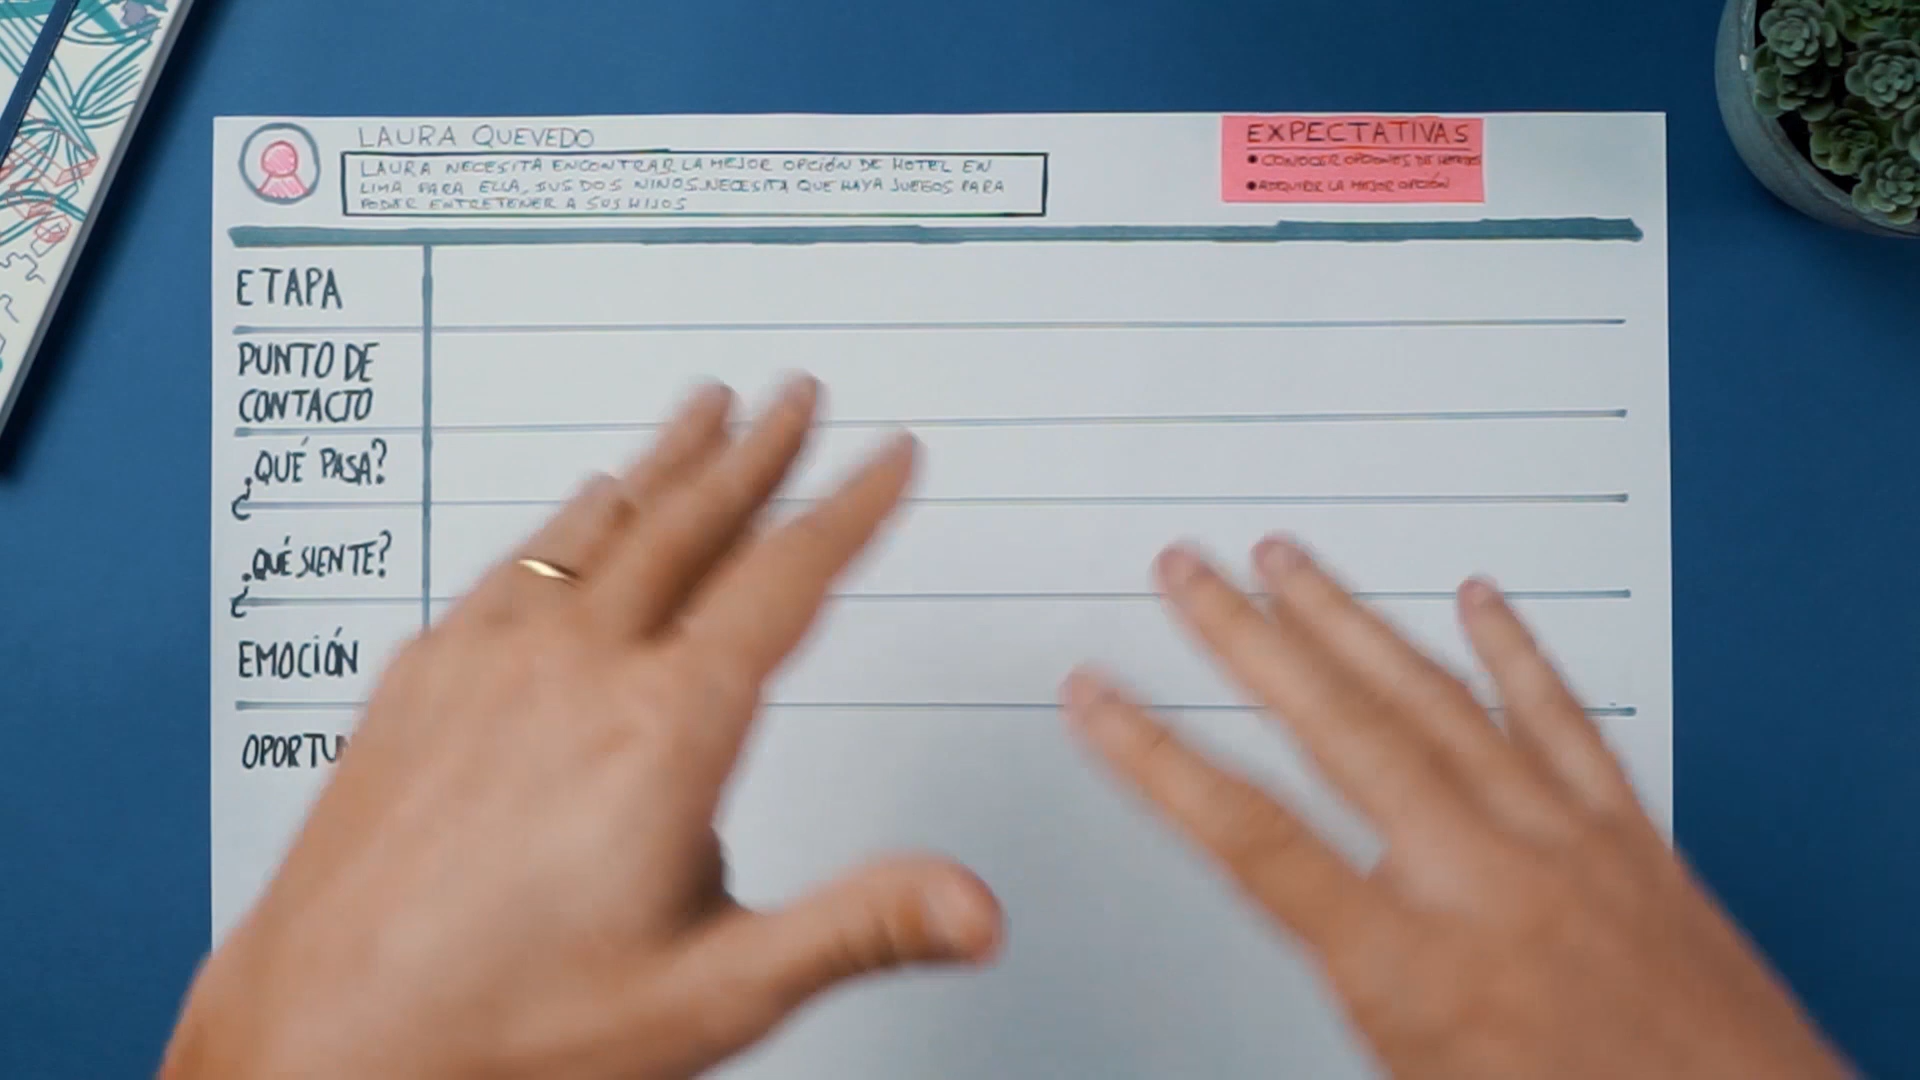 LAURA QUEVEDO
LAURA NECESITA ENCONTRAR LA MEJOR OPCIÓN DE HOTEL EN
LIMA PARA ELLA, SUS DOS NIÑOS.NECESITA QUE HAYA JUEGOS PARA
PODER ENTRETENER A SUS HIJOS
EXPECTATIVAS
• CONOCER OPCIONES DE HOTELES
• ADQUIRIR LA MEJOR OPCIÓN
ETAPA
PUNTO DE
CONTACTO
¿QUÉ PASA?
¿QUÉ SIENTE?
EMOCIÓN
OPORTUN